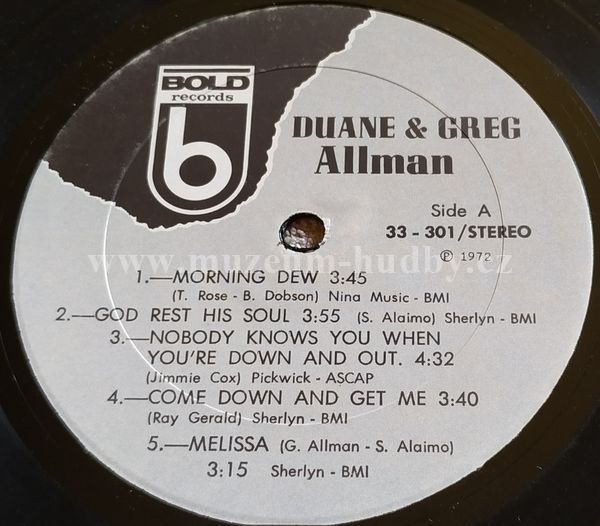 BOLD
records
b
DUANE & GREG
Allman
Side A
33 - 301/STEREO
℗ 1972
www.muzeum-hudby.cz
1.—MORNING DEW 3:45
(T. Rose - B. Dobson) Nina Music - BMI
2.—GOD REST HIS SOUL 3:55 (S. Alaimo) Sherlyn - BMI
3.—NOBODY KNOWS YOU WHEN
YOU'RE DOWN AND OUT. 4:32
(Jimmie Cox) Pickwick - ASCAP
4.—COME DOWN AND GET ME 3:40
(Ray Gerald) Sherlyn - BMI
5.—MELISSA (G. Allman - S. Alaimo)
3:15 Sherlyn - BMI